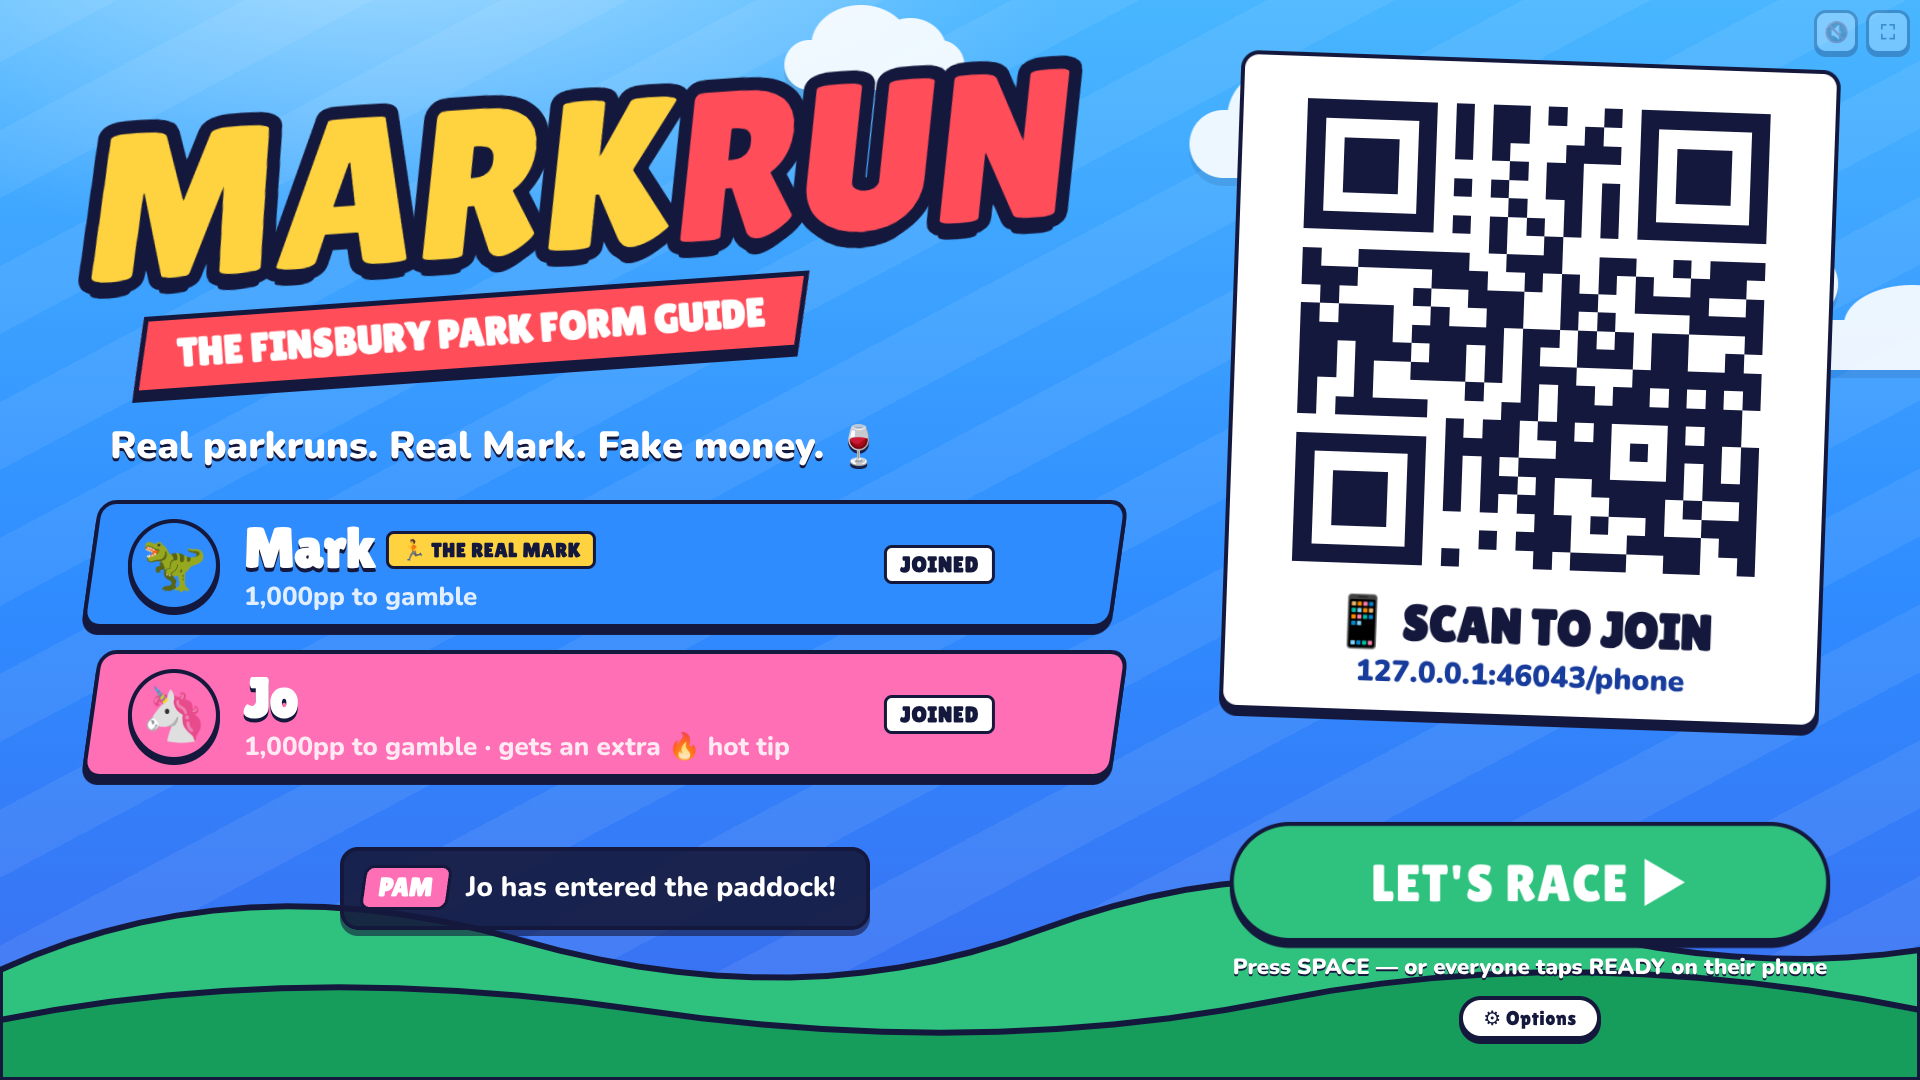 MARKRUN
THE FINSBURY PARK FORM GUIDE
Real parkruns. Real Mark. Fake money. 🍷
Mark 🏃 THE REAL MARK
1,000pp to gamble
JOINED
Jo
1,000pp to gamble · gets an extra 🔥 hot tip
JOINED
PAM Jo has entered the paddock!
📱 SCAN TO JOIN
127.0.0.1:46043/phone
LET'S RACE ▶
Press SPACE — or everyone taps READY on their phone
⚙ Options